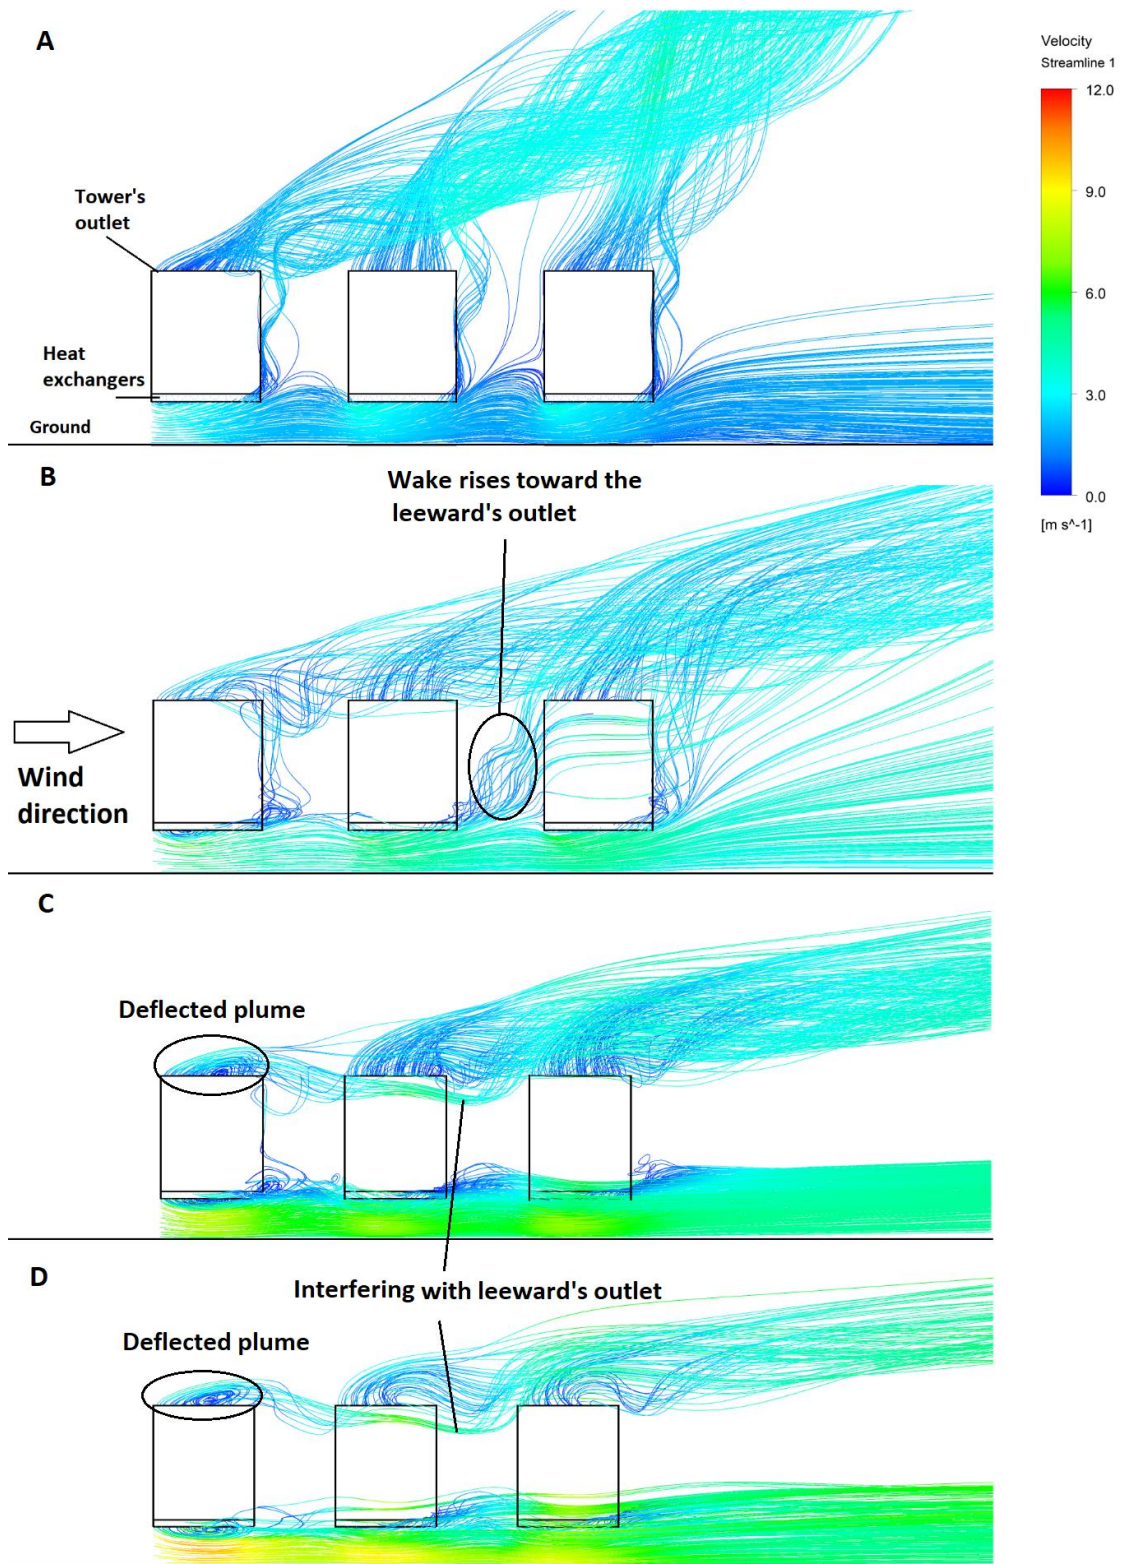 A
Velocity
Streamline 1
12.0
9.0
6.0
3.0
0.0
[m s^-1]
Tower's
outlet
Heat
exchangers
Ground
B
Wake rises toward the
leeward's outlet
Wind
direction
C
Deflected plume
Interfering with leeward's outlet
D
Deflected plume